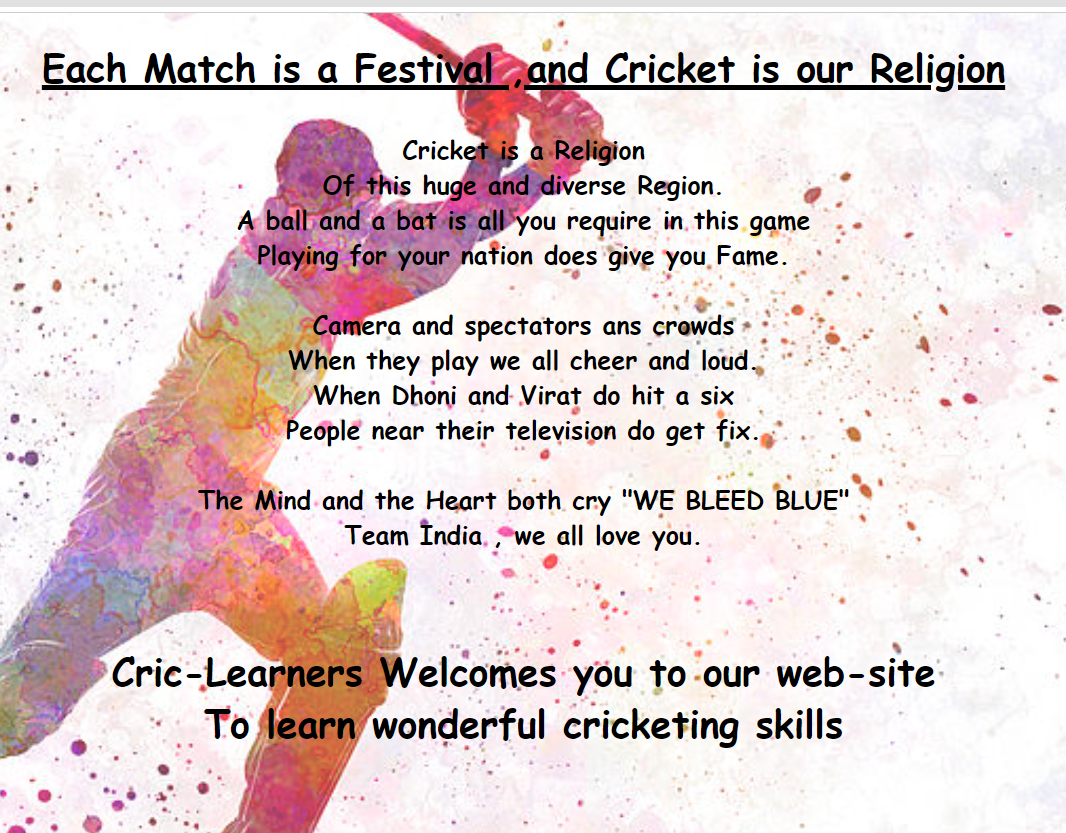 Each Match is a Festival ,and Cricket is our Religion
Cricket is a Religion
Of this huge and diverse Region.
A ball and a bat is all you require in this game
Playing for your nation does give you Fame.
Camera and spectators ans crowds
When they play we all cheer and loud.
When Dhoni and Virat do hit a six
People near their television do get fix.
The Mind and the Heart both cry "WE BLEED BLUE"
Team India , we all love you.
Cric-Learners Welcomes you to our web-site
To learn wonderful cricketing skills